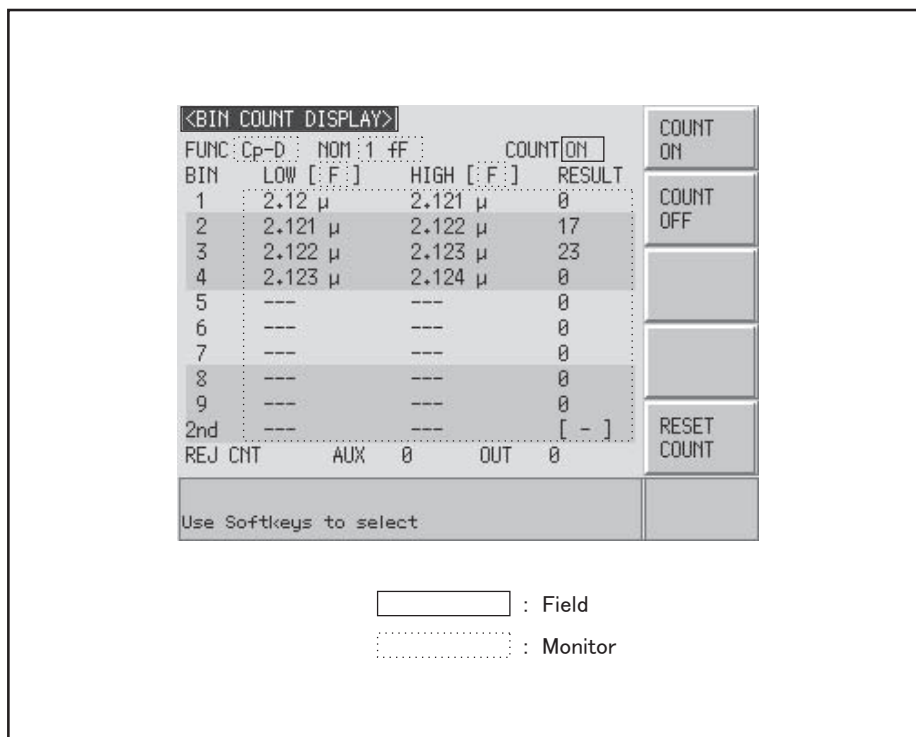 <BIN COUNT DISPLAY>
FUNC Cp-D NOM 1 fF COUNT ON
BIN LOW [ F ] HIGH [ F ] RESULT
1 2.12 μ 2.121 μ 0
2 2.121 μ 2.122 μ 17
3 2.122 μ 2.123 μ 23
4 2.123 μ 2.124 μ 0
5 --- --- 0
6 --- --- 0
7 --- --- 0
8 --- --- 0
9 --- --- 0
2nd --- --- [ - ]
REJ CNT AUX 0 OUT 0
Use Softkeys to select
COUNT
ON
COUNT
OFF
RESET
COUNT
: Field
: Monitor